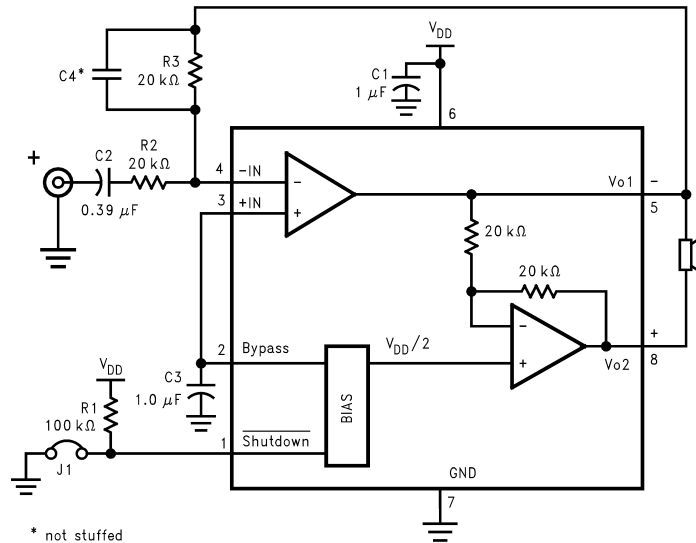 V_DD
R3
20 kΩ
C4*
C1
1 μF
6
+
C2
R2
20 kΩ
0.39 μF
4
-IN
−
3
+IN
+
Vo1
−
5
20 kΩ
20 kΩ
−
+
+
8
Vo2
2
Bypass
V_DD/2
C3
1.0 μF
BIAS
V_DD
R1
100 kΩ
1
Shutdown
J1
GND
7
* not stuffed